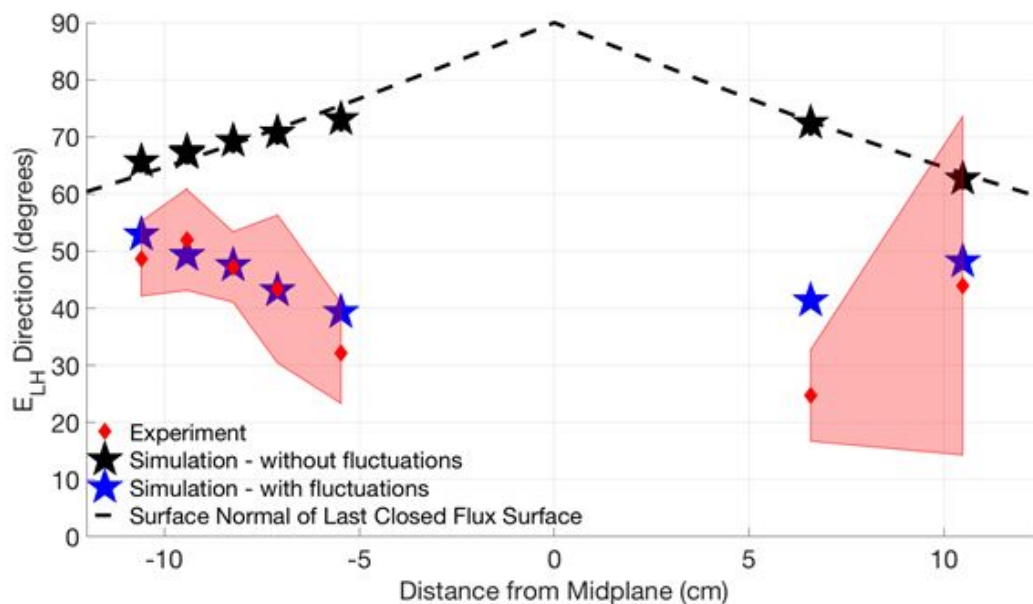 90
80
70
60
50
40
30
20
10
0
E_LH Direction (degrees)
Experiment
Simulation - without fluctuations
Simulation - with fluctuations
Surface Normal of Last Closed Flux Surface
-10 -5 0 5 10
Distance from Midplane (cm)